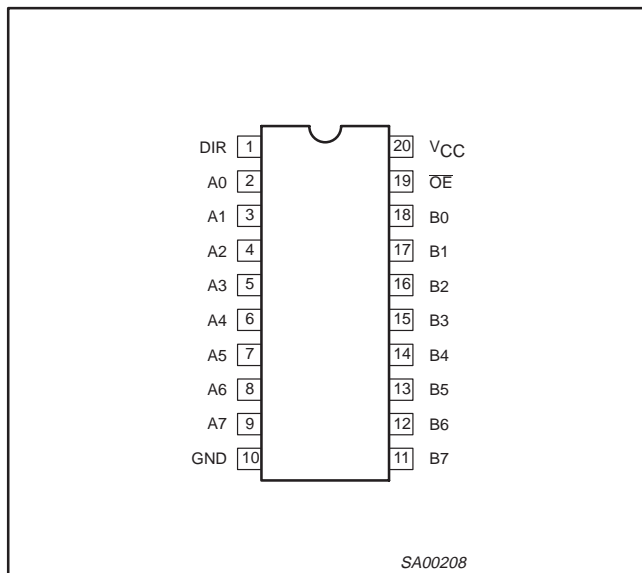 DIR 1 20 VCC
A0 2 19 O̅E̅
A1 3 18 B0
A2 4 17 B1
A3 5 16 B2
A4 6 15 B3
A5 7 14 B4
A6 8 13 B5
A7 9 12 B6
GND 10 11 B7
SA00208